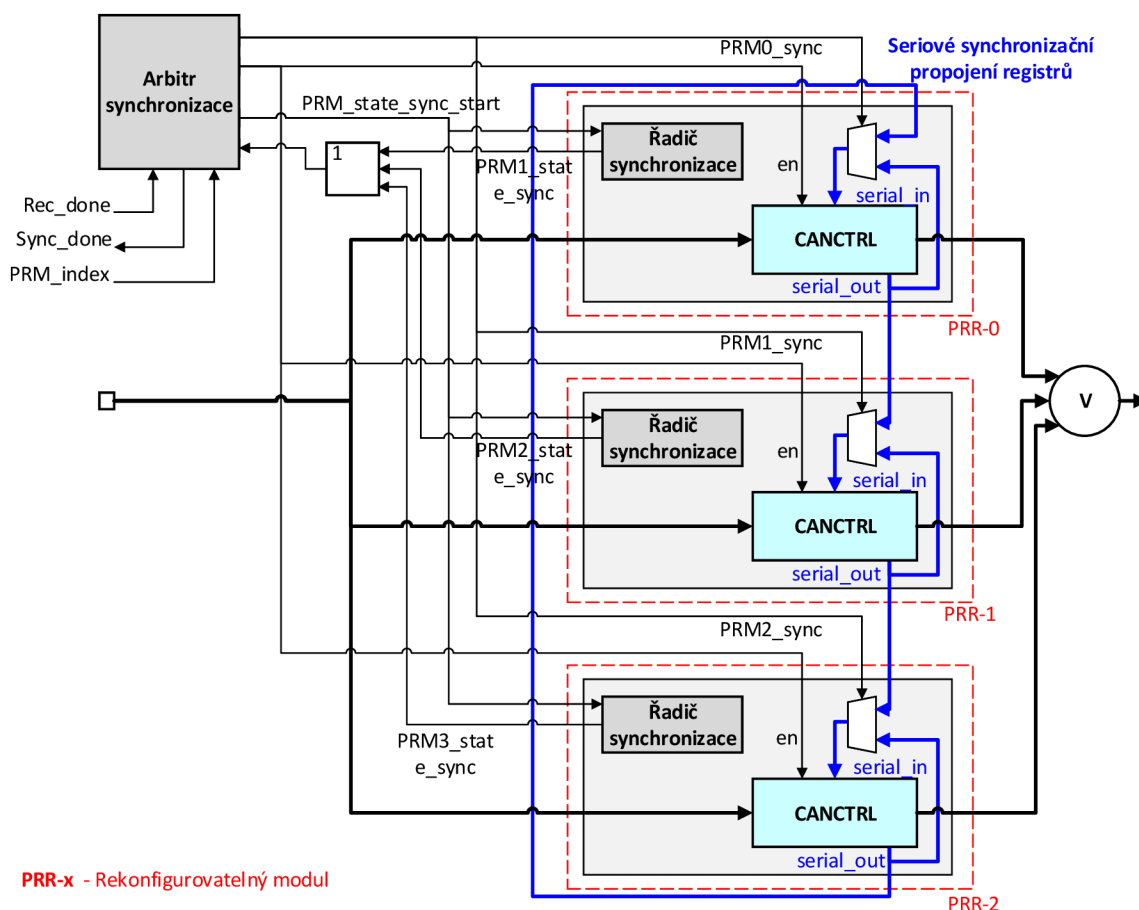 PRM0_sync
Seriové synchronizační
propojení registrů
Arbitr
synchronizace
PRM_state_sync_start
Řadič
synchronizace
1
PRM1_stat
e_sync
en
serial_in
Rec_done
Sync_done
PRM_index
CANCTRL
serial_out
PRR-0
PRM1_sync
V
Řadič
synchronizace
PRM2_stat
e_sync
en
serial_in
CANCTRL
serial_out
PRR-1
PRM2_sync
Řadič
synchronizace
PRM3_stat
e_sync
en
serial_in
CANCTRL
serial_out
PRR-x - Rekonfigurovatelný modul
PRR-2